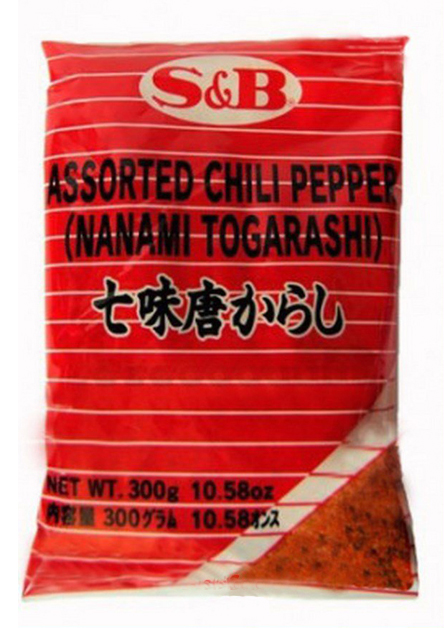 S&B
ASSORTED CHILI PEPPER
(NANAMI TOGARASHI)
七味唐からし
NET WT. 300g 10.58oz
内容量 300グラム 10.58オンス